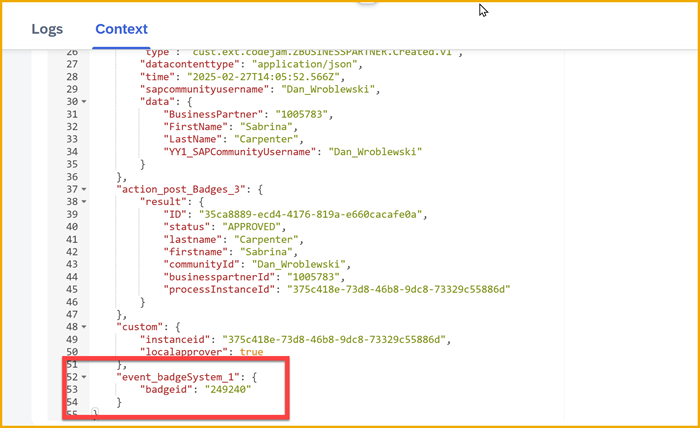 Logs Context
26 "type": "cust.ext.codejam.ZBUSINESSPARTNER.Created.v1",
27 "datacontenttype": "application/json",
28 "time": "2025-02-27T14:05:52.566Z",
29 "sapcommunityusername": "Dan_Wroblewski",
30 "data": {
31 "BusinessPartner": "1005783",
32 "FirstName": "Sabrina",
33 "LastName": "Carpenter",
34 "YY1_SAPCommunityUsername": "Dan_Wroblewski"
35 }
36 },
37 "action_post_Badges_3": {
38 "result": {
39 "ID": "35ca8889-ecd4-4176-819a-e660cacafe0a",
40 "status": "APPROVED",
41 "lastname": "Carpenter",
42 "firstname": "Sabrina",
43 "communityId": "Dan_Wroblewski",
44 "businesspartnerId": "1005783",
45 "processInstanceId": "375c418e-73d8-46b8-9dc8-73329c55886d"
46 }
47 },
48 "custom": {
49 "instanceid": "375c418e-73d8-46b8-9dc8-73329c55886d",
50 "localapprover": true
51 },
52 "event_badgeSystem_1": {
53 "badgeid": "249240"
54 }
55 }